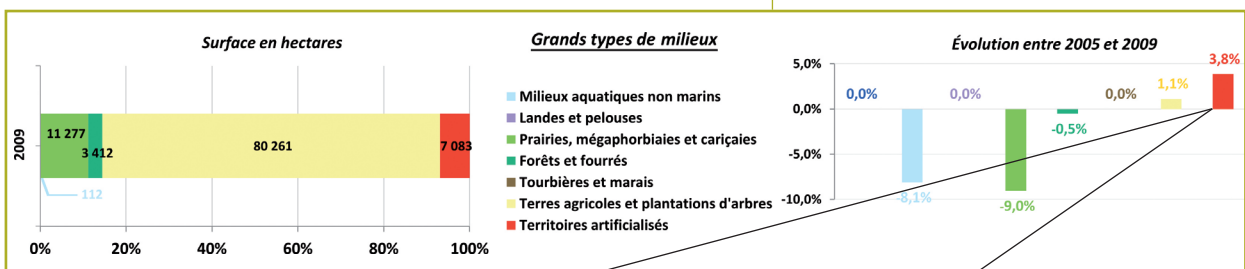 Surface en hectares
2009
11 277
3 412
80 261
7 083
112
0%
20%
40%
60%
80%
100%
Grands types de milieux
Milieux aquatiques non marins
Landes et pelouses
Prairies, mégaphorbiaies et cariçaies
Forêts et fourrés
Tourbières et marais
Terres agricoles et plantations d'arbres
Territoires artificialisés
Évolution entre 2005 et 2009
5,0%
0,0%
-5,0%
-10,0%
0,0%
-8,1%
0,0%
-9,0%
-0,5%
0,0%
1,1%
3,8%